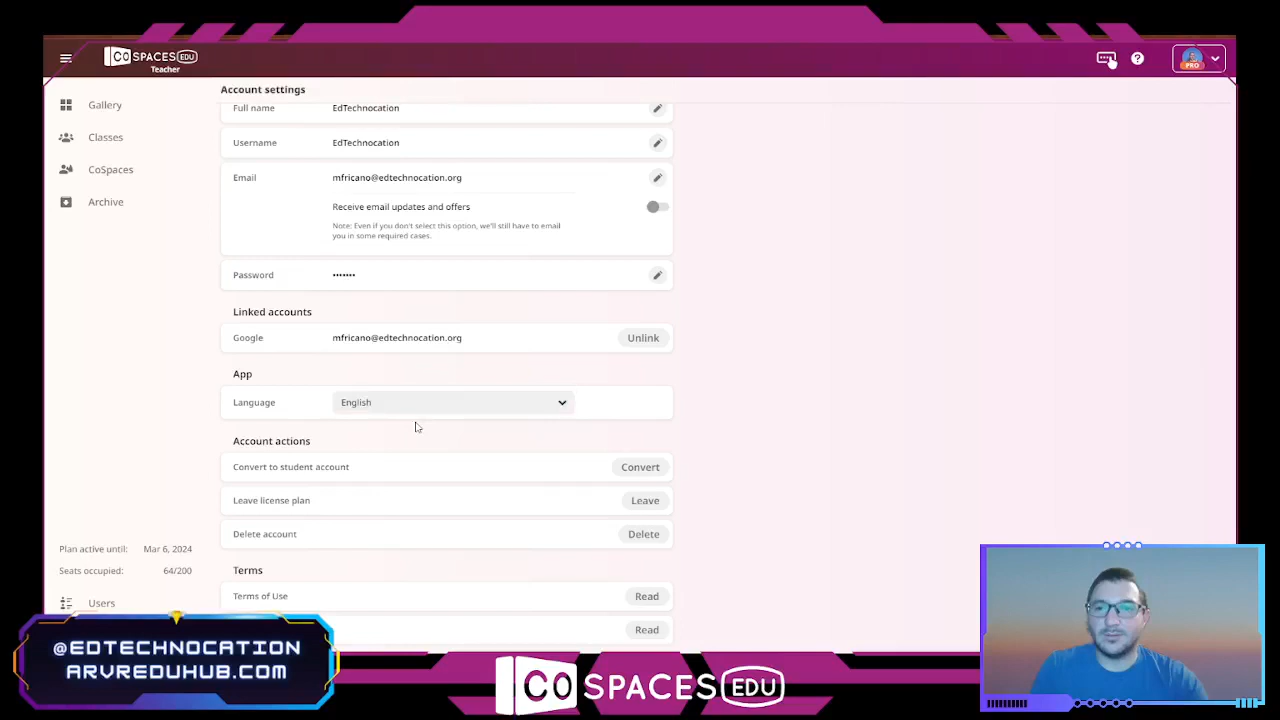 COSPACES EDU
Teacher
PRO
Gallery
Classes
CoSpaces
Archive
Plan active until: Mar 6, 2024
Seats occupied: 64/200
Users
Account settings
Full name EdTechnocation
Username EdTechnocation
Email mfricano@edtechnocation.org
Receive email updates and offers
Note: Even if you don't select this option, we'll still have to email
you in some required cases.
Password •••••••
Linked accounts
Google mfricano@edtechnocation.org Unlink
App
Language English
Account actions
Convert to student account Convert
Leave license plan Leave
Delete account Delete
Terms
Terms of Use Read
Read
@EDTECHNOCATION
ARVREDUHUB.COM
COSPACES EDU